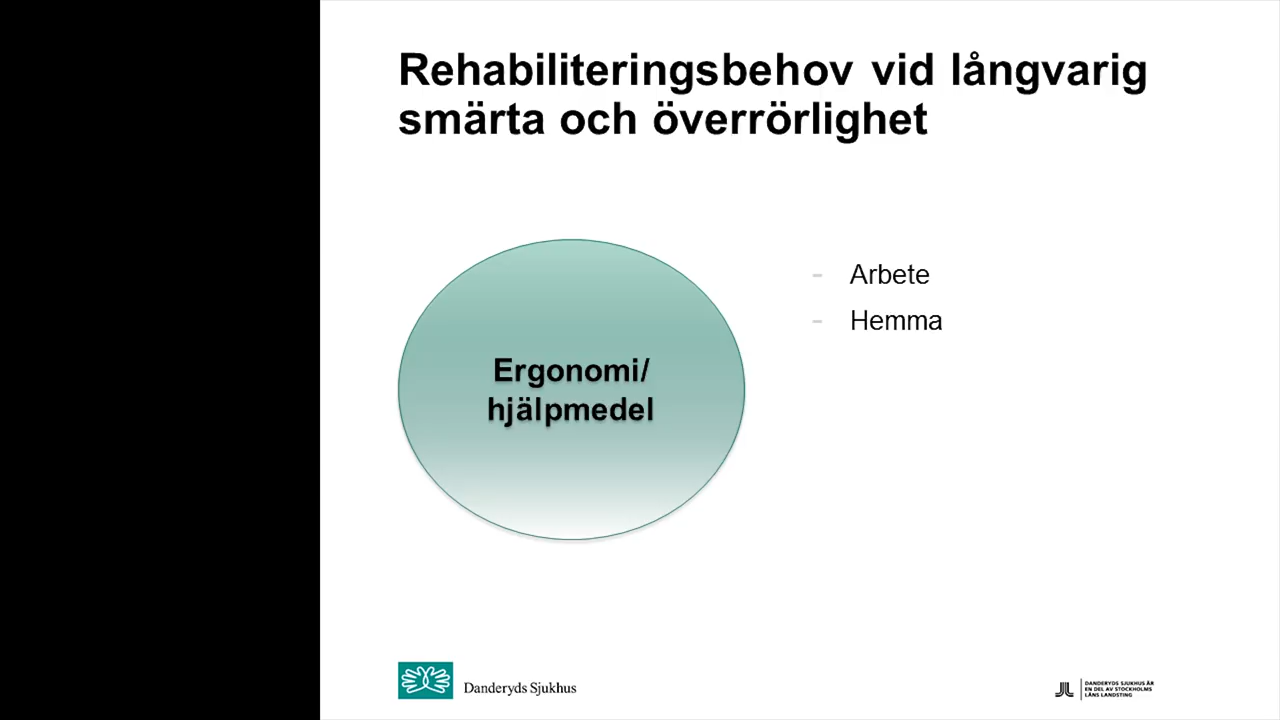 Rehabiliteringsbehov vid långvarig
smärta och överrörlighet
Ergonomi/
hjälpmedel
- Arbete
- Hemma
Danderyds Sjukhus
DANDERYDS SJUKHUS ÄR
EN DEL AV STOCKHOLMS
LÄNS LANDSTING